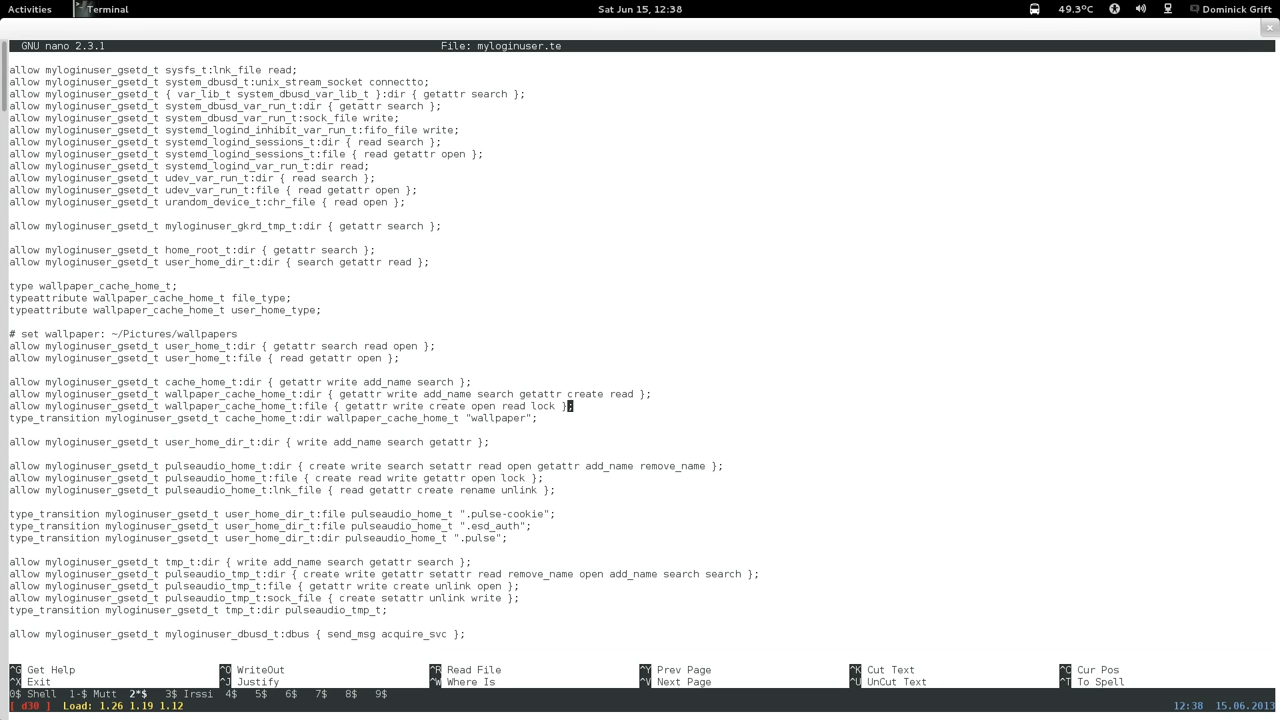 Activities Terminal Sat Jun 15, 12:38 49.3°C Dominick Grift
GNU nano 2.3.1 File: myloginuser.te
allow myloginuser_gsetd_t sysfs_t:lnk_file read;
allow myloginuser_gsetd_t system_dbusd_t:unix_stream_socket connectto;
allow myloginuser_gsetd_t { var_lib_t system_dbusd_var_lib_t }:dir { getattr search };
allow myloginuser_gsetd_t system_dbusd_var_run_t:dir { getattr search };
allow myloginuser_gsetd_t system_dbusd_var_run_t:sock_file write;
allow myloginuser_gsetd_t systemd_logind_inhibit_var_run_t:fifo_file write;
allow myloginuser_gsetd_t systemd_logind_sessions_t:dir { read search };
allow myloginuser_gsetd_t systemd_logind_sessions_t:file { read getattr open };
allow myloginuser_gsetd_t systemd_logind_var_run_t:dir read;
allow myloginuser_gsetd_t udev_var_run_t:dir { read search };
allow myloginuser_gsetd_t udev_var_run_t:file { read getattr open };
allow myloginuser_gsetd_t urandom_device_t:chr_file { read open };
allow myloginuser_gsetd_t myloginuser_gkrd_tmp_t:dir { getattr search };
allow myloginuser_gsetd_t home_root_t:dir { getattr search };
allow myloginuser_gsetd_t user_home_dir_t:dir { search getattr read };
type wallpaper_cache_home_t;
typeattribute wallpaper_cache_home_t file_type;
typeattribute wallpaper_cache_home_t user_home_type;
# set wallpaper: ~/Pictures/wallpapers
allow myloginuser_gsetd_t user_home_t:dir { getattr search read open };
allow myloginuser_gsetd_t user_home_t:file { read getattr open };
allow myloginuser_gsetd_t cache_home_t:dir { getattr write add_name search };
allow myloginuser_gsetd_t wallpaper_cache_home_t:dir { getattr write add_name search getattr create read };
allow myloginuser_gsetd_t wallpaper_cache_home_t:file { getattr write create open read lock };
type_transition myloginuser_gsetd_t cache_home_t:dir wallpaper_cache_home_t "wallpaper";
allow myloginuser_gsetd_t user_home_dir_t:dir { write add_name search getattr };
allow myloginuser_gsetd_t pulseaudio_home_t:dir { create write search setattr read open getattr add_name remove_name };
allow myloginuser_gsetd_t pulseaudio_home_t:file { create read write getattr open lock };
allow myloginuser_gsetd_t pulseaudio_home_t:lnk_file { read getattr create rename unlink };
type_transition myloginuser_gsetd_t user_home_dir_t:file pulseaudio_home_t ".pulse-cookie";
type_transition myloginuser_gsetd_t user_home_dir_t:file pulseaudio_home_t ".esd_auth";
type_transition myloginuser_gsetd_t user_home_dir_t:dir pulseaudio_home_t ".pulse";
allow myloginuser_gsetd_t tmp_t:dir { write add_name search getattr search };
allow myloginuser_gsetd_t pulseaudio_tmp_t:dir { create write getattr setattr read remove_name open add_name search search };
allow myloginuser_gsetd_t pulseaudio_tmp_t:file { getattr write create unlink open };
allow myloginuser_gsetd_t pulseaudio_tmp_t:sock_file { create setattr unlink write };
type_transition myloginuser_gsetd_t tmp_t:dir pulseaudio_tmp_t;
allow myloginuser_gsetd_t myloginuser_dbusd_t:dbus { send_msg acquire_svc };
^G Get Help ^O WriteOut ^R Read File ^Y Prev Page ^K Cut Text ^C Cur Pos
^X Exit ^J Justify ^W Where Is ^V Next Page ^U UnCut Text ^T To Spell
0$ Shell 1-$ Mutt 2*$ 3$ Irssi 4$ 5$ 6$ 7$ 8$ 9$
[ d30 ] Load: 1.26 1.19 1.12 12:38 15.06.2013